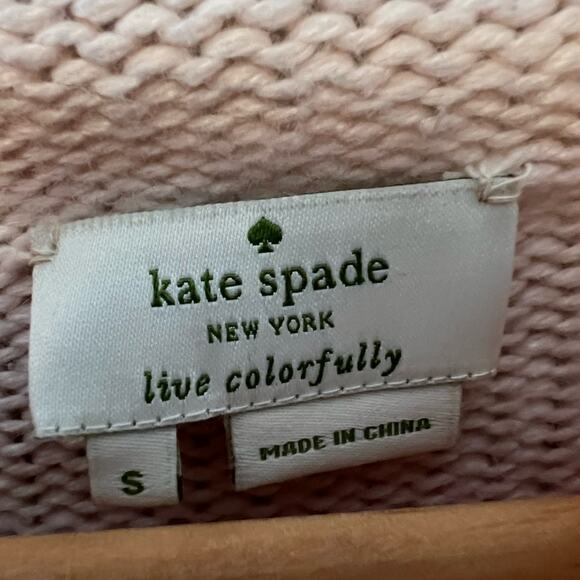 kate spade
NEW YORK
live colorfully
S
MADE IN CHINA